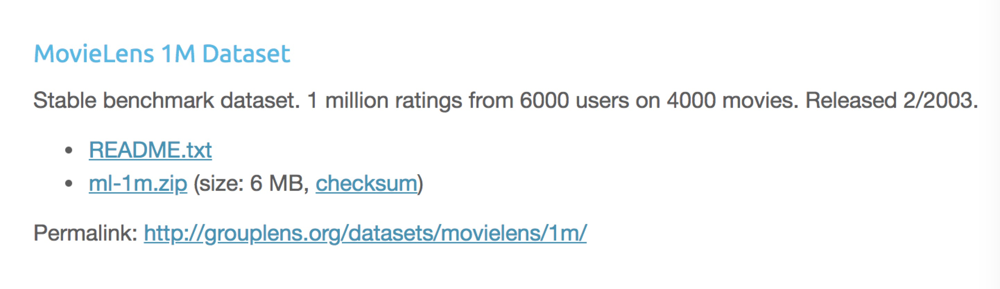 MovieLens 1M Dataset
Stable benchmark dataset. 1 million ratings from 6000 users on 4000 movies. Released 2/2003.
• README.txt
• ml-1m.zip (size: 6 MB, checksum)
Permalink: http://grouplens.org/datasets/movielens/1m/